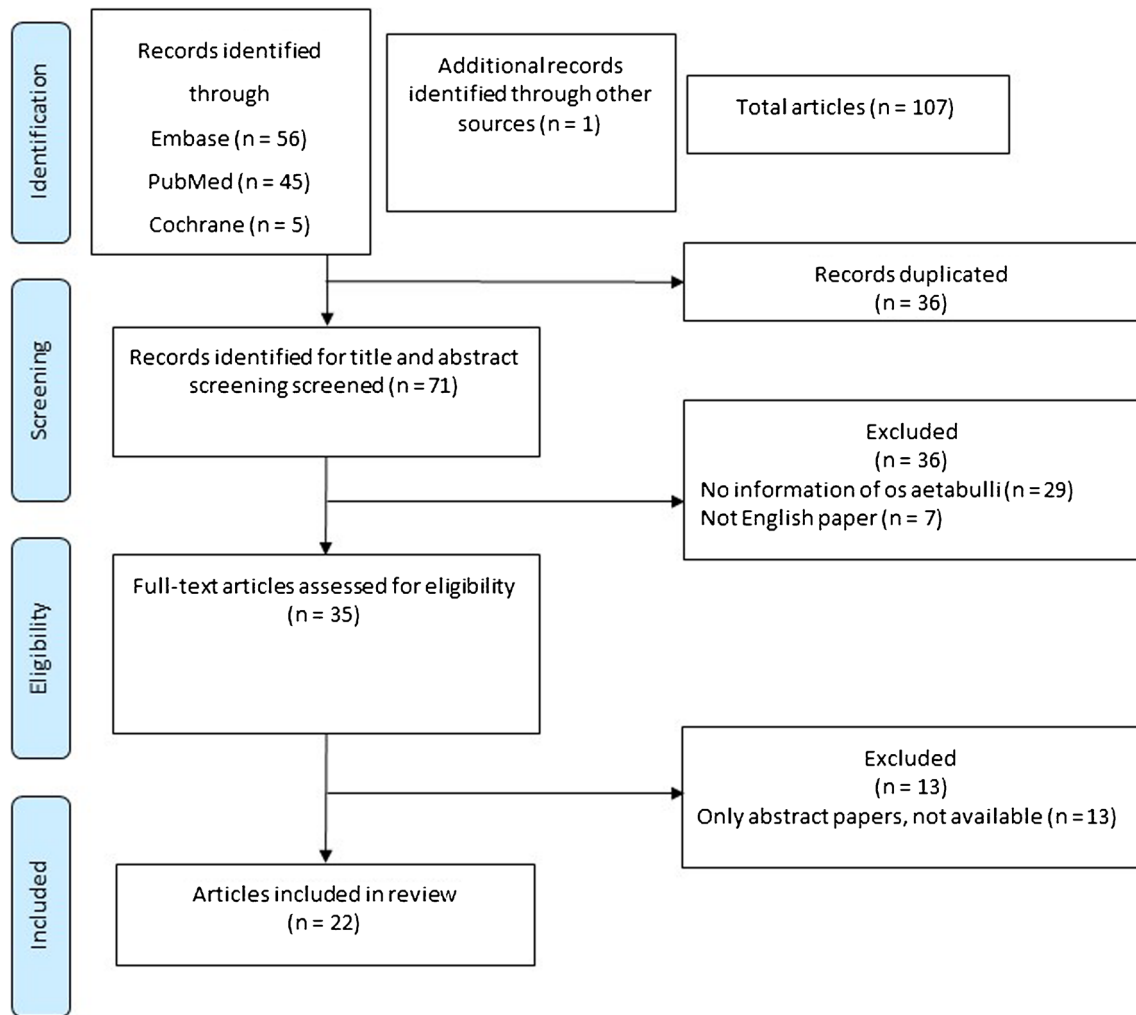 Identification
Records identified
through
Embase (n = 56)
PubMed (n = 45)
Cochrane (n = 5)
Additional records
identified through other
sources (n = 1)
Total articles (n = 107)
Records duplicated
(n = 36)
Screening
Records identified for title and abstract
screening screened (n = 71)
Excluded
(n = 36)
No information of os aetabulli (n = 29)
Not English paper (n = 7)
Eligibility
Full-text articles assessed for eligibility
(n = 35)
Excluded
(n = 13)
Only abstract papers, not available (n = 13)
Included
Articles included in review
(n = 22)